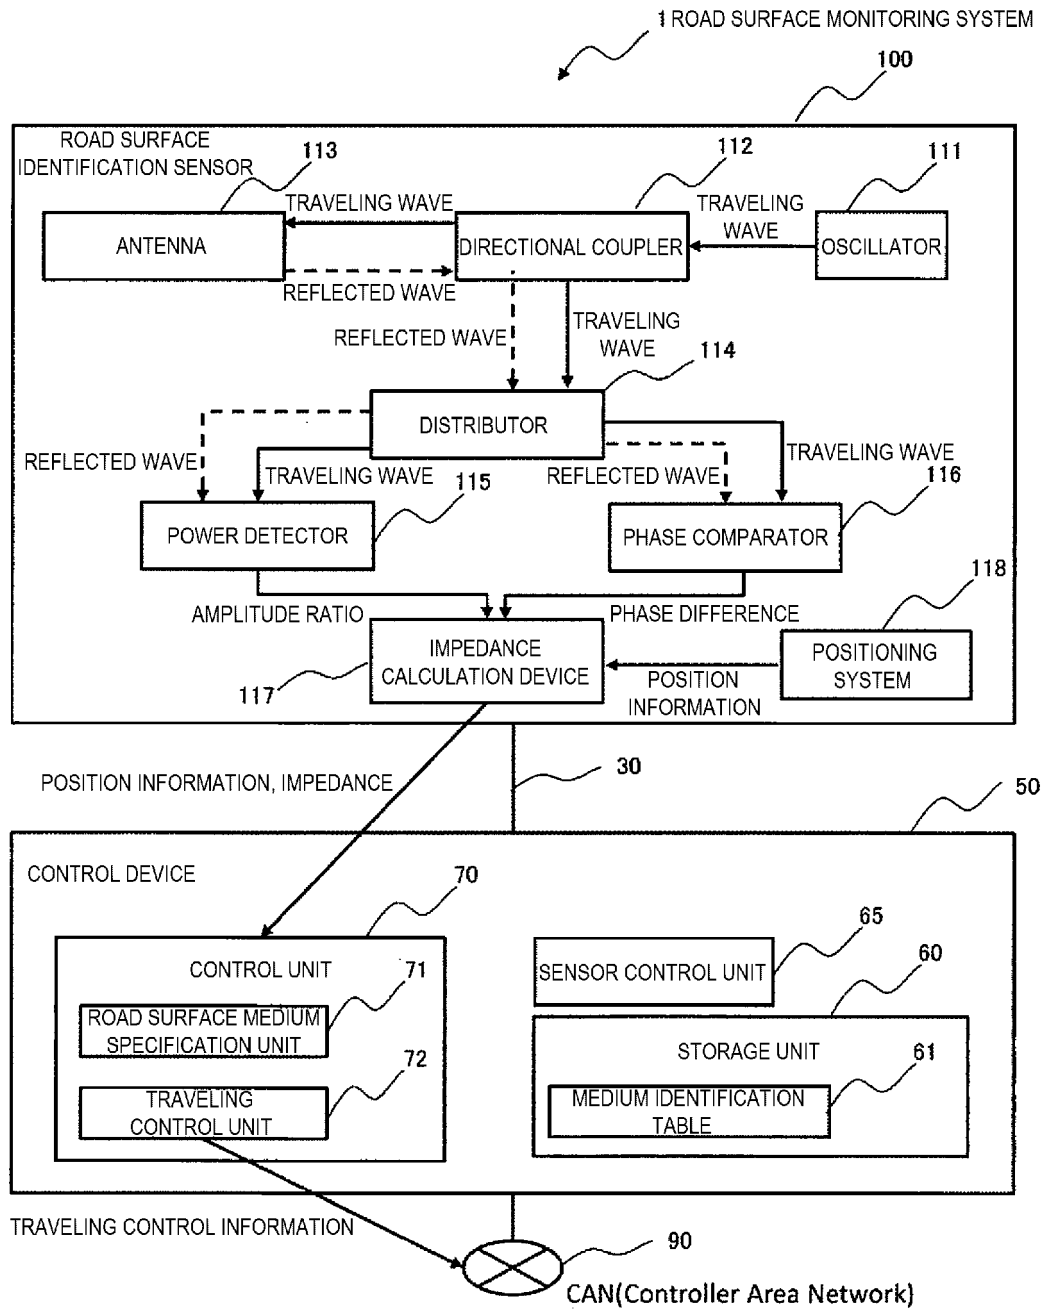 1 ROAD SURFACE MONITORING SYSTEM
100
ROAD SURFACE
IDENTIFICATION SENSOR
113
112
111
TRAVELING WAVE
TRAVELING
WAVE
ANTENNA
DIRECTIONAL COUPLER
OSCILLATOR
REFLECTED WAVE
REFLECTED WAVE
TRAVELING
WAVE
114
DISTRIBUTOR
REFLECTED WAVE
TRAVELING WAVE
REFLECTED WAVE
TRAVELING WAVE
115
116
POWER DETECTOR
PHASE COMPARATOR
118
AMPLITUDE RATIO
PHASE DIFFERENCE
IMPEDANCE
CALCULATION DEVICE
117
POSITIONING
SYSTEM
POSITION
INFORMATION
30
POSITION INFORMATION, IMPEDANCE
50
CONTROL DEVICE
70
65
60
CONTROL UNIT
71
SENSOR CONTROL UNIT
ROAD SURFACE MEDIUM
SPECIFICATION UNIT
72
STORAGE UNIT
61
TRAVELING
CONTROL UNIT
MEDIUM IDENTIFICATION
TABLE
TRAVELING CONTROL INFORMATION
90
CAN(Controller Area Network)